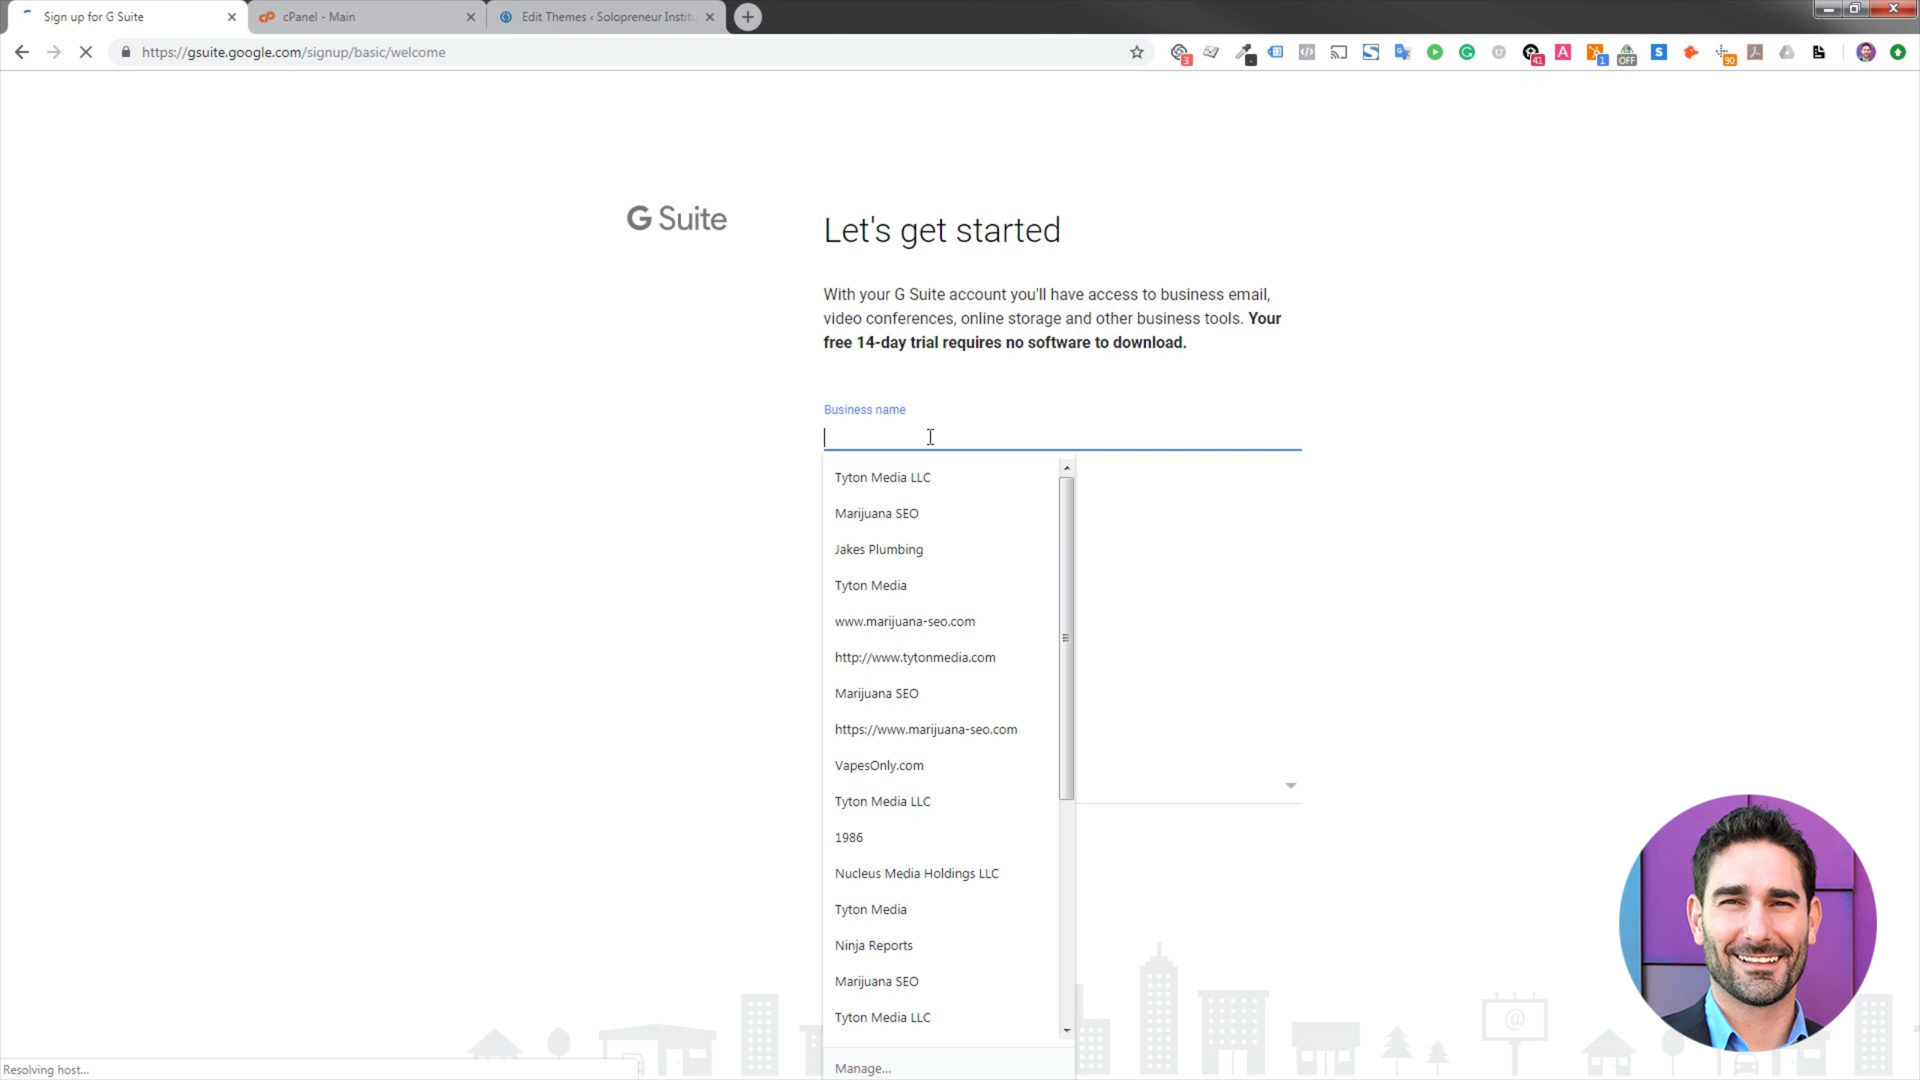 Sign up for G Suite
cPanel - Main
Edit Themes ‹ Solopreneur Institu
https://gsuite.google.com/signup/basic/welcome
3
41
1
OFF
90
G Suite
Let's get started
With your G Suite account you'll have access to business email,
video conferences, online storage and other business tools. Your
free 14-day trial requires no software to download.
Business name
Tyton Media LLC
Marijuana SEO
Jakes Plumbing
Tyton Media
www.marijuana-seo.com
http://www.tytonmedia.com
Marijuana SEO
https://www.marijuana-seo.com
VapesOnly.com
Tyton Media LLC
1986
Nucleus Media Holdings LLC
Tyton Media
Ninja Reports
Marijuana SEO
Tyton Media LLC
Manage...
@
Resolving host...